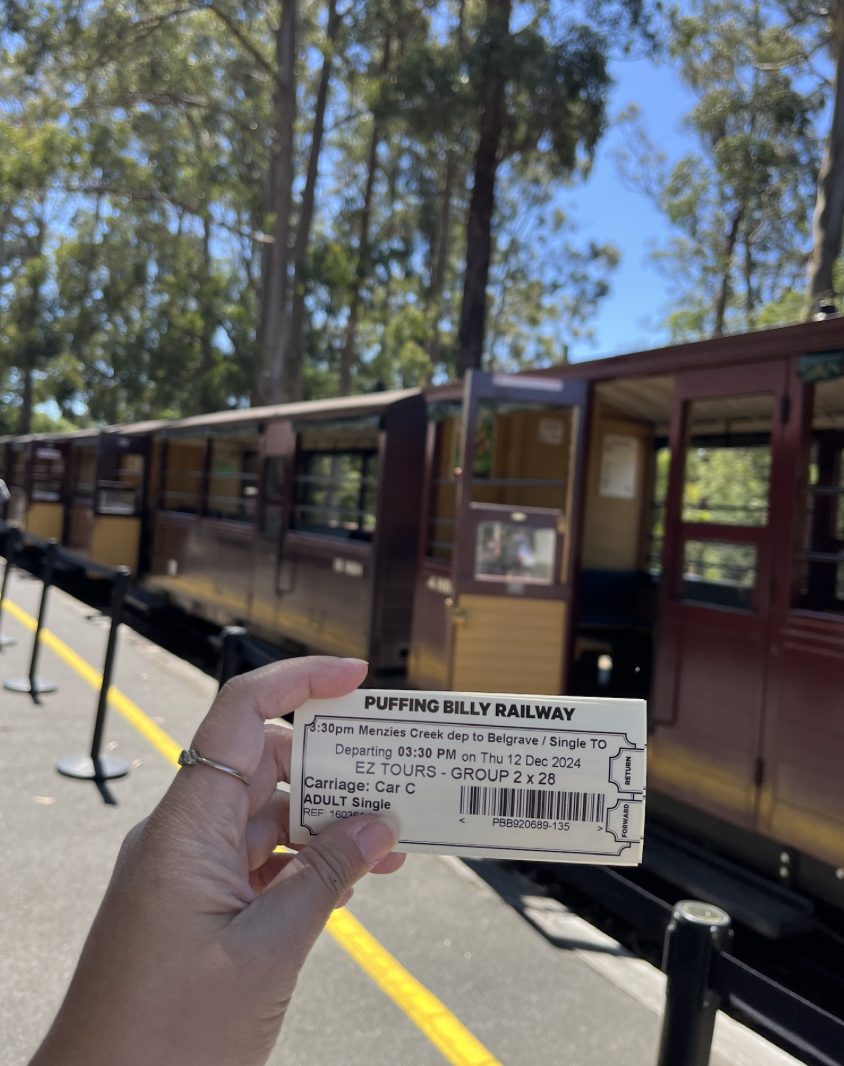 PUFFING BILLY RAILWAY
3:30pm Menzies Creek dep to Belgrave / Single TO
Departing 03:30 PM on Thu 12 Dec 2024
EZ TOURS - GROUP 2 x 28
Carriage: Car C
ADULT Single
REF:
< PBB920689-135 >
RETURN
FORWARD